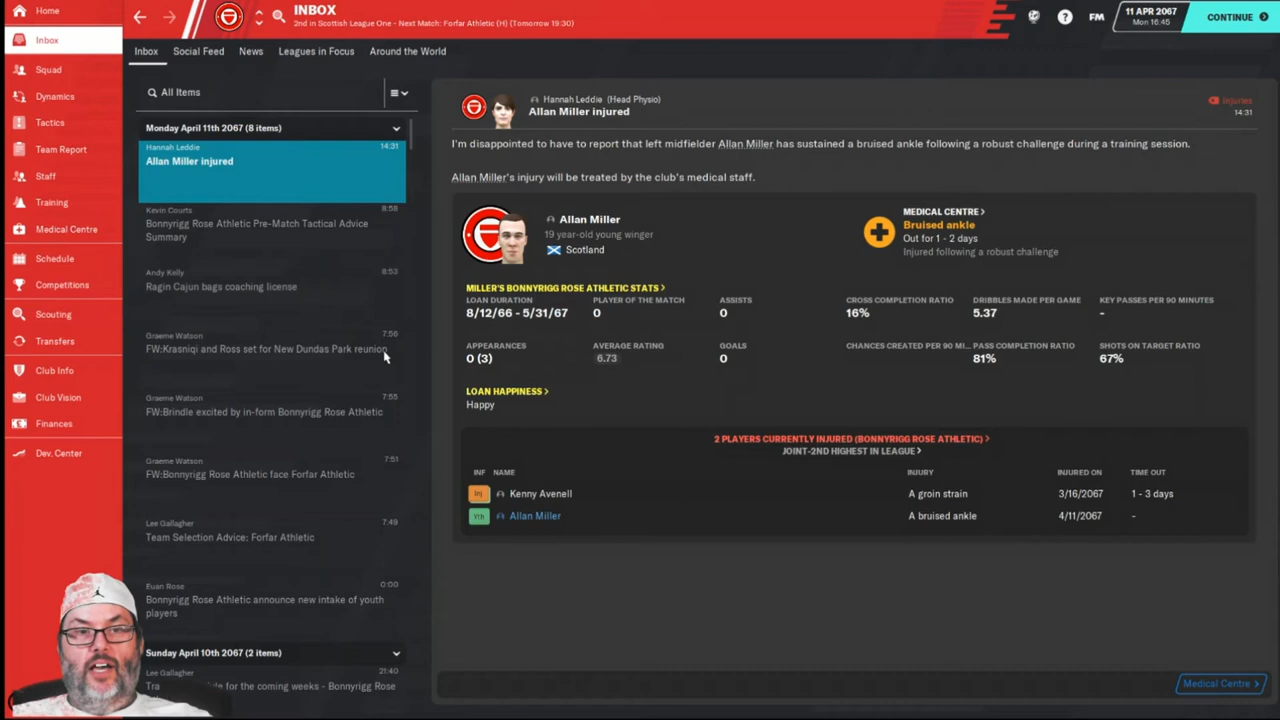 Home
Inbox
Squad
Dynamics
Tactics
Team Report
Staff
Training
Medical Centre
Schedule
Competitions
Scouting
Transfers
Club Info
Club Vision
Finances
Dev. Center
INBOX
2nd in Scottish League One - Next Match: Forfar Athletic (H) (Tomorrow 19:30)
?
FM
11 APR 2067
Mon 16:45
CONTINUE
Inbox
Social Feed
News
Leagues in Focus
Around the World
All Items
Monday April 11th 2067 (8 items)
Hannah Leddie
14:31
Allan Miller injured
Kevin Courts
8:58
Bonnyrigg Rose Athletic Pre-Match Tactical Advice
Summary
Andy Kelly
8:53
Ragin Cajun bags coaching license
Graeme Watson
7:56
FW:Krasniqi and Ross set for New Dundas Park reunion
Graeme Watson
7:55
FW:Brindle excited by in-form Bonnyrigg Rose Athletic
Graeme Watson
7:51
FW:Bonnyrigg Rose Athletic face Forfar Athletic
Lee Gallagher
7:49
Team Selection Advice: Forfar Athletic
Euan Rose
0:00
Bonnyrigg Rose Athletic announce new intake of youth
players
Sunday April 10th 2067 (2 items)
Lee Gallagher
21:40
for the coming weeks - Bonnyrigg Rose
Athletic
Hannah Leddie (Head Physio)
Allan Miller injured
Injuries
14:31
I'm disappointed to have to report that left midfielder Allan Miller has sustained a bruised ankle following a robust challenge during a training session.
Allan Miller's injury will be treated by the club's medical staff.
Allan Miller
19 year-old young winger
Scotland
MEDICAL CENTRE >
Bruised ankle
Out for 1 - 2 days
Injured following a robust challenge
MILLER'S BONNYRIGG ROSE ATHLETIC STATS >
LOAN DURATION
8/12/66 - 5/31/67
PLAYER OF THE MATCH
0
ASSISTS
0
CROSS COMPLETION RATIO
16%
DRIBBLES MADE PER GAME
5.37
KEY PASSES PER 90 MINUTES
-
APPEARANCES
0 (3)
AVERAGE RATING
6.73
GOALS
0
CHANCES CREATED PER 90 MI...
PASS COMPLETION RATIO
81%
SHOTS ON TARGET RATIO
67%
LOAN HAPPINESS >
Happy
2 PLAYERS CURRENTLY INJURED (BONNYRIGG ROSE ATHLETIC) >
JOINT-2ND HIGHEST IN LEAGUE >
INF NAME INJURY INJURED ON TIME OUT
Inj Kenny Avenell A groin strain 3/16/2067 1 - 3 days
Yth Allan Miller A bruised ankle 4/11/2067 -
Medical Centre >